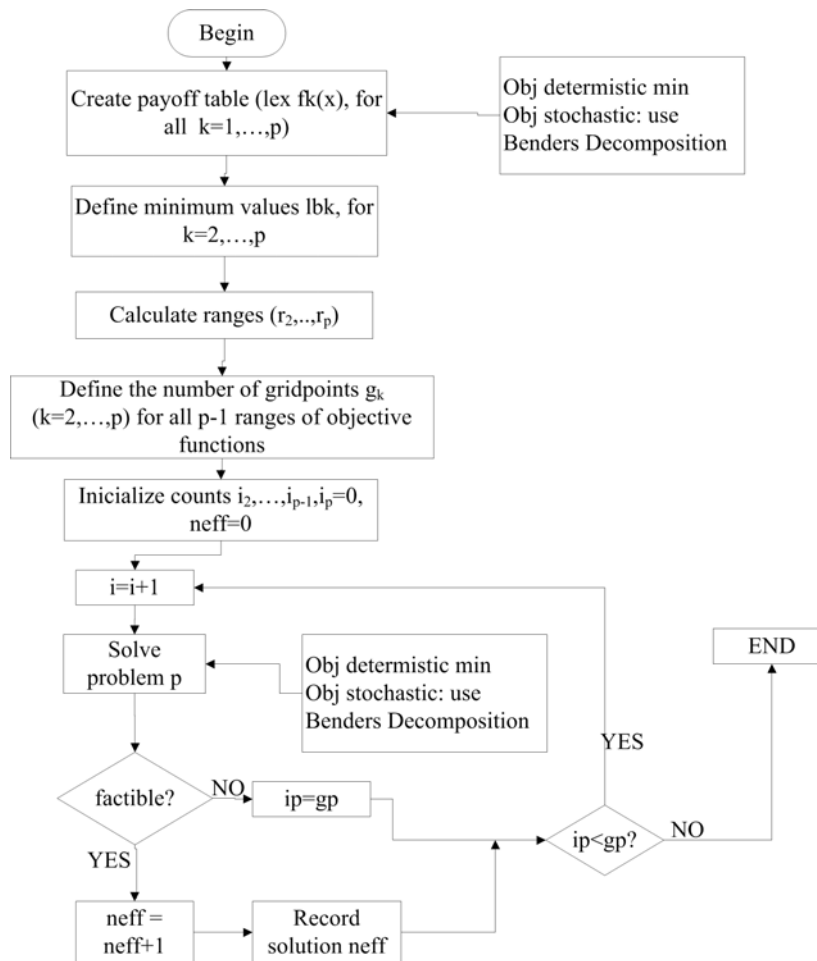 Begin
Create payoff table (lex fk(x), for
all k=1,…,p)
Obj determistic min
Obj stochastic: use
Benders Decomposition
Define minimum values lbk, for
k=2,…,p
Calculate ranges (r₂,..,rₚ)
Define the number of gridpoints gₖ
(k=2,…,p) for all p-1 ranges of objective
functions
Inicialize counts i₂,…,iₚ₋₁,iₚ=0,
neff=0
i=i+1
Solve
problem p
Obj determistic min
Obj stochastic: use
Benders Decomposition
END
YES
factible?
NO
ip=gp
ip<gp?
NO
YES
neff =
neff+1
Record
solution neff